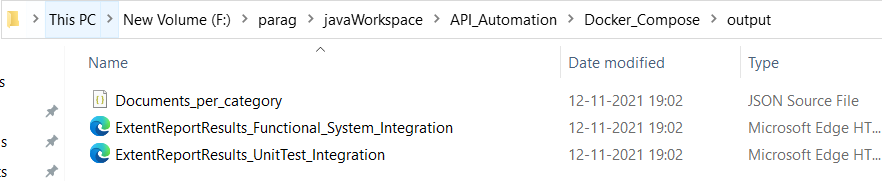 This PC > New Volume (F:) > parag > javaWorkspace > API_Automation > Docker_Compose > output
Name Date modified Type
Documents_per_category 12-11-2021 19:02 JSON Source File
ExtentReportResults_Functional_System_Integration 12-11-2021 19:02 Microsoft Edge HT...
ExtentReportResults_UnitTest_Integration 12-11-2021 19:02 Microsoft Edge HT...